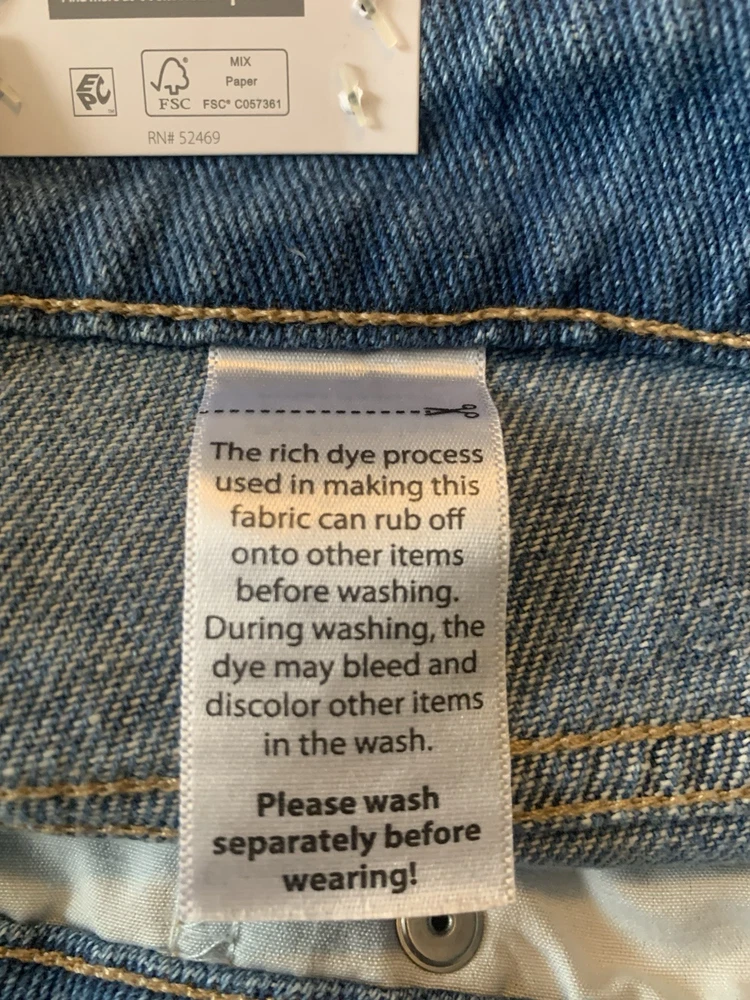 EPC
MIX
Paper
FSC
FSC® C057361
RN# 52469
The rich dye process
used in making this
fabric can rub off
onto other items
before washing.
During washing, the
dye may bleed and
discolor other items
in the wash.
Please wash
separately before
wearing!